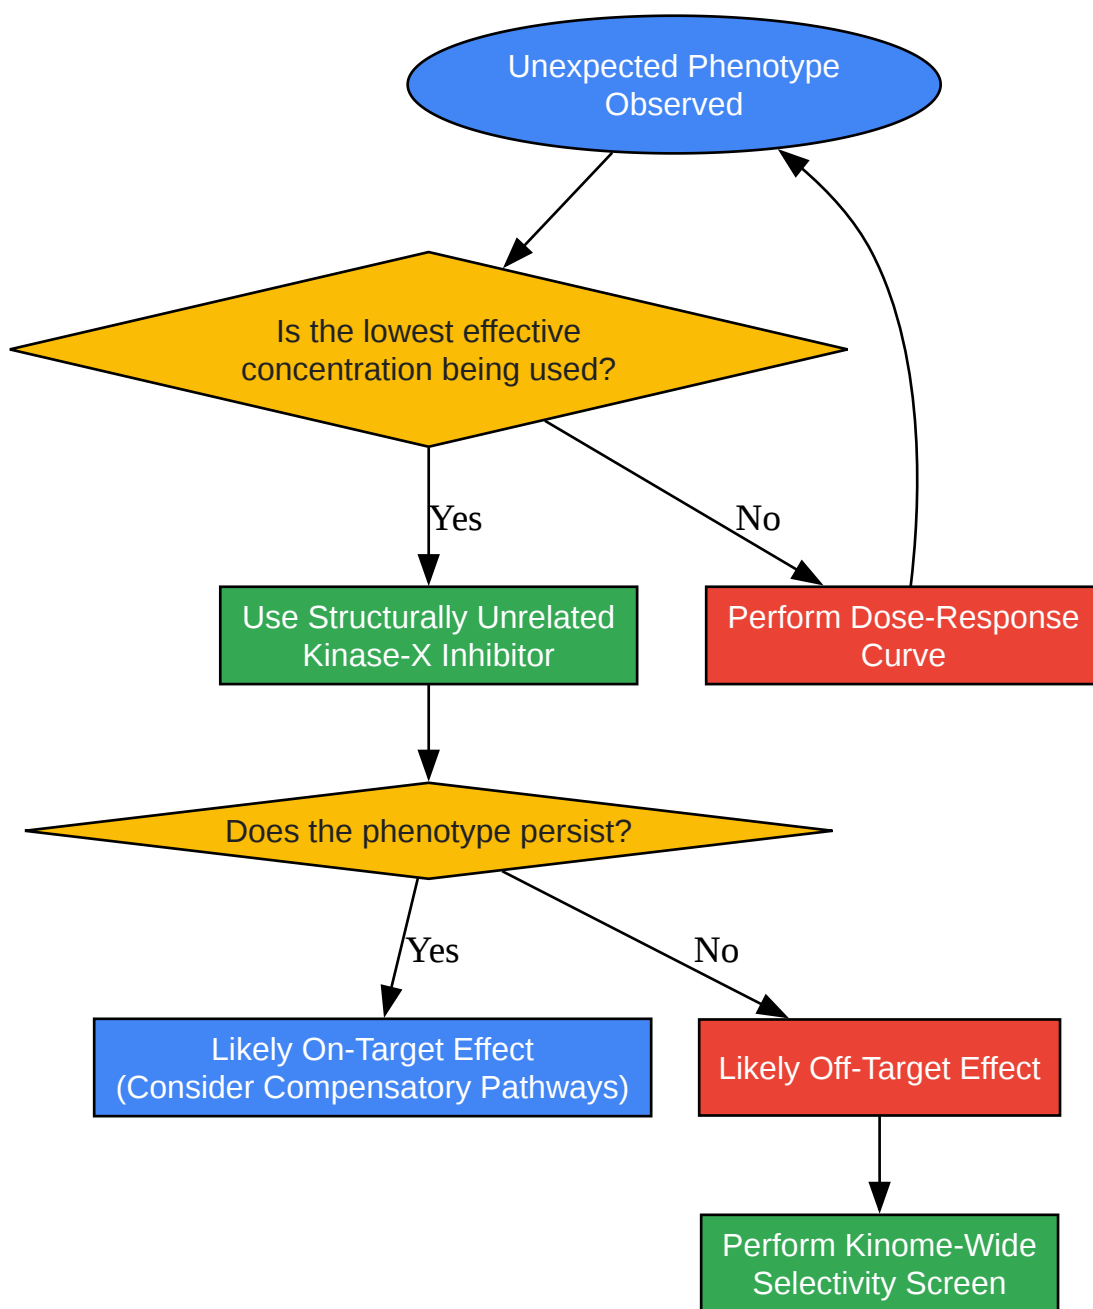 Unexpected Phenotype
Observed
Is the lowest effective
concentration being used?
Yes
No
Use Structurally Unrelated
Kinase-X Inhibitor
Perform Dose-Response
Curve
Does the phenotype persist?
Yes
No
Likely On-Target Effect
(Consider Compensatory Pathways)
Likely Off-Target Effect
Perform Kinome-Wide
Selectivity Screen